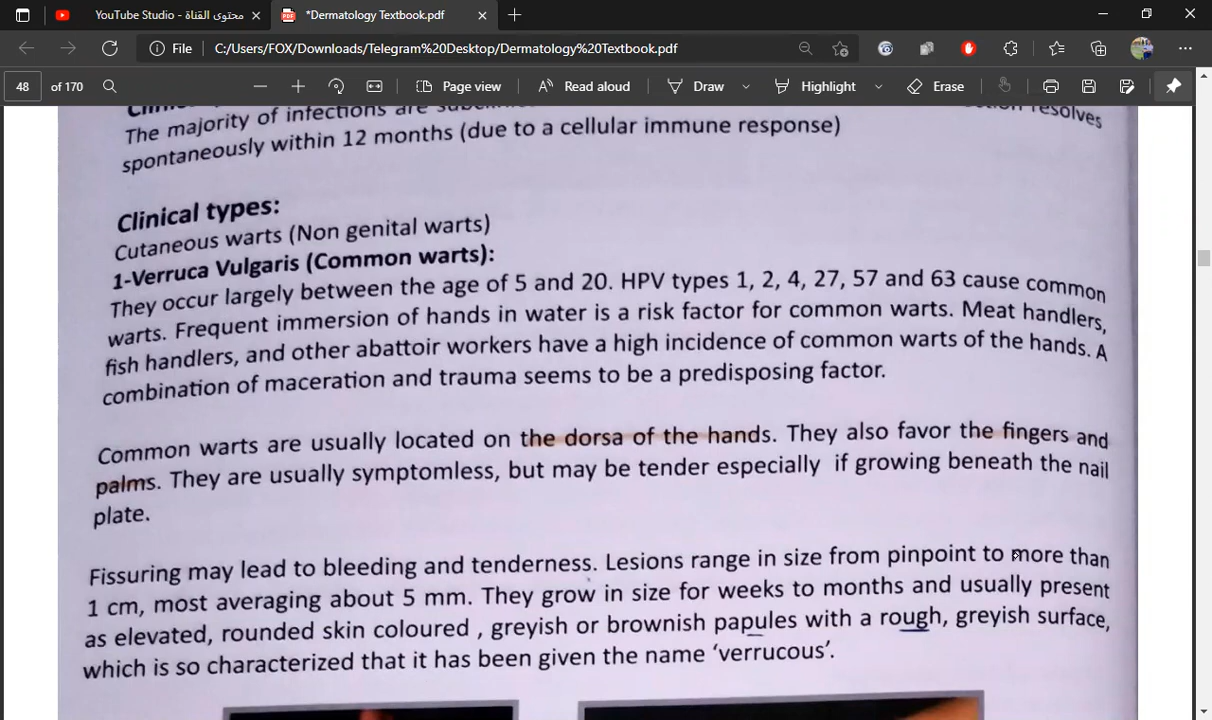 YouTube Studio - محتوى القناة
*Dermatology Textbook.pdf
File C:/Users/FOX/Downloads/Telegram%20Desktop/Dermatology%20Textbook.pdf
48 of 170 Page view Read aloud Draw Highlight Erase
The majority of infections are resolves
spontaneously within 12 months (due to a cellular immune response)
Clinical types:
Cutaneous warts (Non genital warts)
1-Verruca Vulgaris (Common warts):
They occur largely between the age of 5 and 20. HPV types 1, 2, 4, 27, 57 and 63 cause common
warts. Frequent immersion of hands in water is a risk factor for common warts. Meat handlers,
fish handlers, and other abattoir workers have a high incidence of common warts of the hands. A
combination of maceration and trauma seems to be a predisposing factor.
Common warts are usually located on the dorsa of the hands. They also favor the fingers and
palms. They are usually symptomless, but may be tender especially if growing beneath the nail
plate.
Fissuring may lead to bleeding and tenderness. Lesions range in size from pinpoint to more than
1 cm, most averaging about 5 mm. They grow in size for weeks to months and usually present
as elevated, rounded skin coloured , greyish or brownish papules with a rough, greyish surface,
which is so characterized that it has been given the name ‘verrucous’.